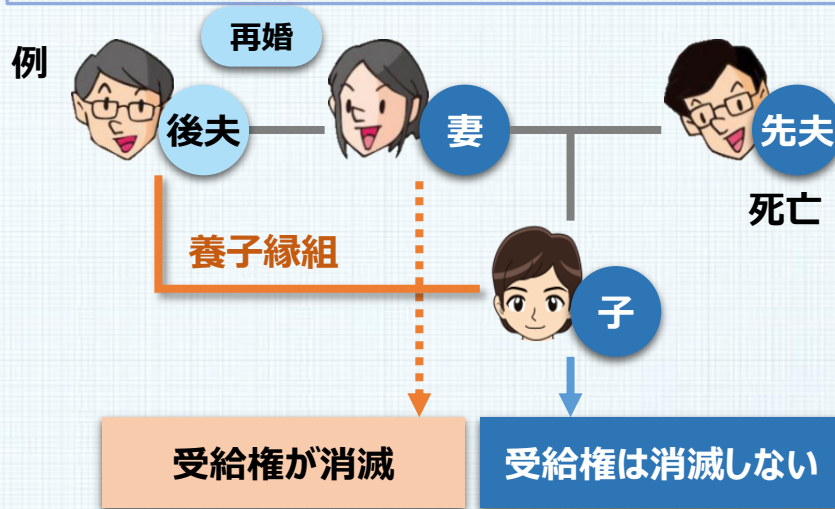 例
再婚
後夫
妻
先夫
死亡
養子縁組
子
受給権が消滅
受給権は消滅しない